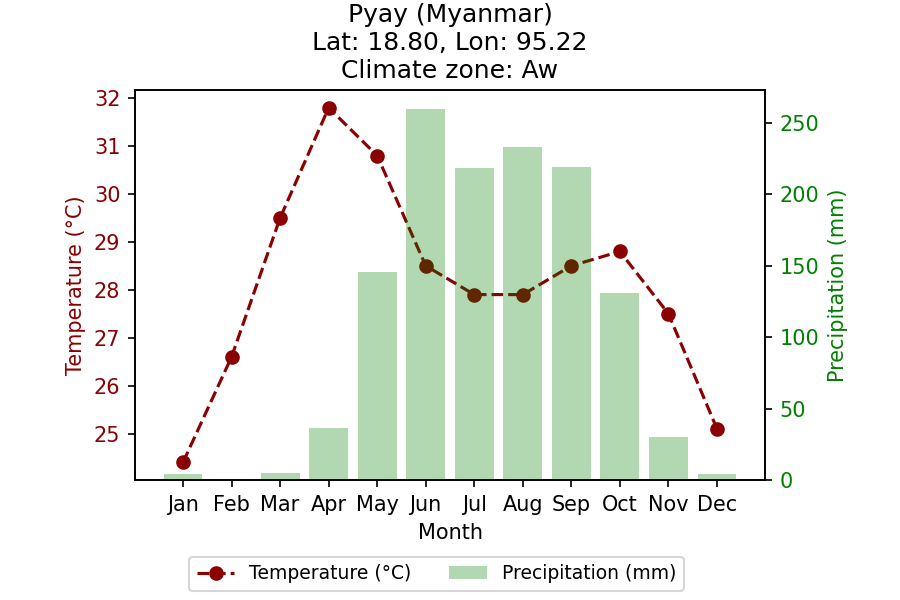 Pyay (Myanmar)
Lat: 18.80, Lon: 95.22
Climate zone: Aw
Temperature (°C)
32
31
30
29
28
27
26
25
Precipitation (mm)
250
200
150
100
50
0
Jan Feb Mar Apr May Jun Jul Aug Sep Oct Nov Dec
Month
Temperature (°C) Precipitation (mm)